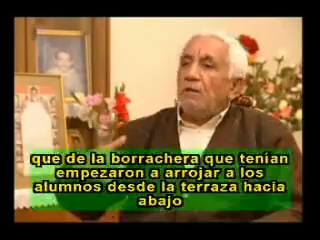 que de la borrachera que tenían
empezaron a arrojar a los
alumnos desde la terraza hacia
abajo